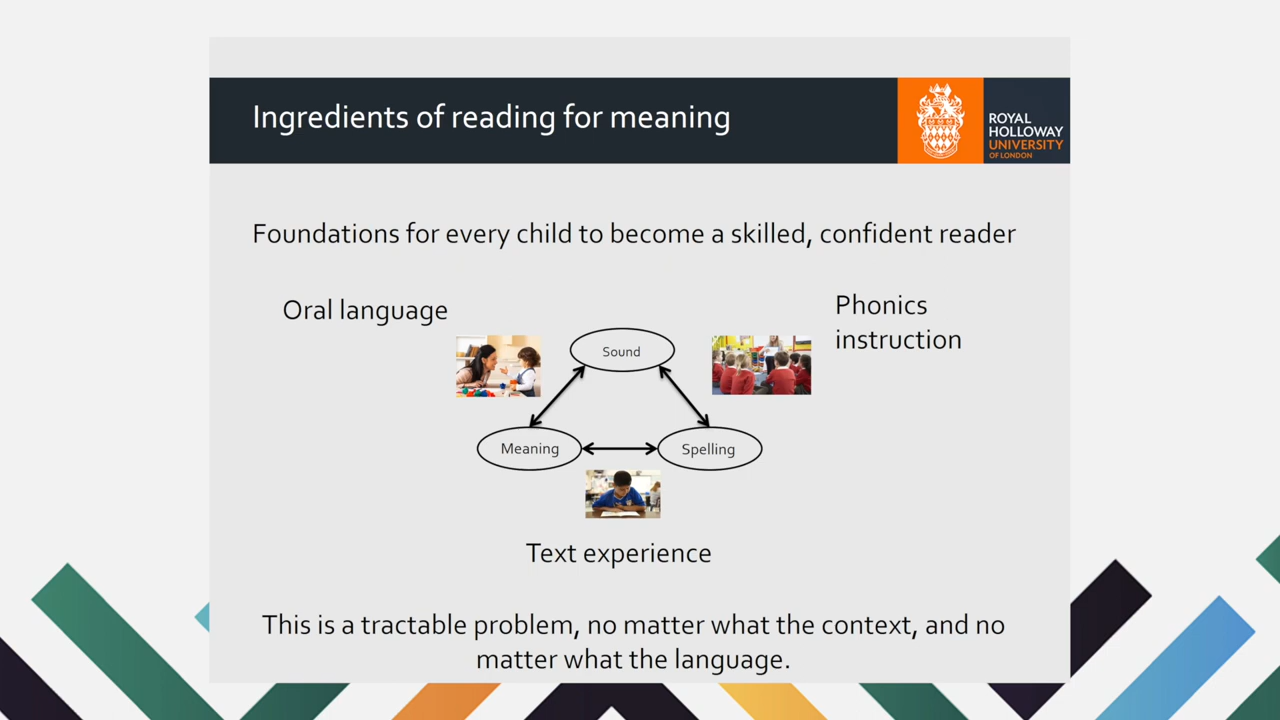 Ingredients of reading for meaning
ROYAL
HOLLOWAY
UNIVERSITY
OF LONDON
Foundations for every child to become a skilled, confident reader
Oral language
Phonics
instruction
Sound
Meaning
Spelling
Text experience
This is a tractable problem, no matter what the context, and no
matter what the language.